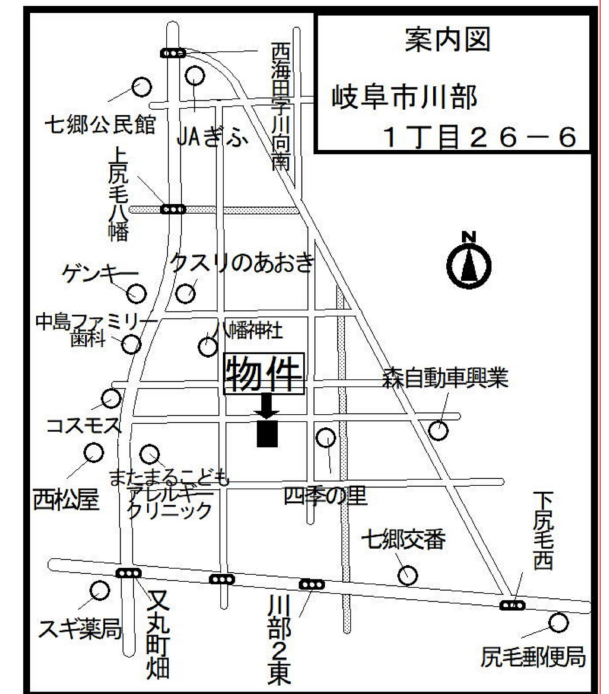 案内図
岐阜市川部
1丁目26-6
西海田字川向南
七郷公民館
JAぎふ
上尻毛八幡
N
ゲンキー
クスリのあおき
中島ファミリー
歯科
八幡神社
物件
森自動車興業
コスモス
西松屋
またまるこども
アレルギー
クリニック
四季の里
下尻毛西
七郷交番
スギ薬局
又丸町畑
川部2東
尻毛郵便局